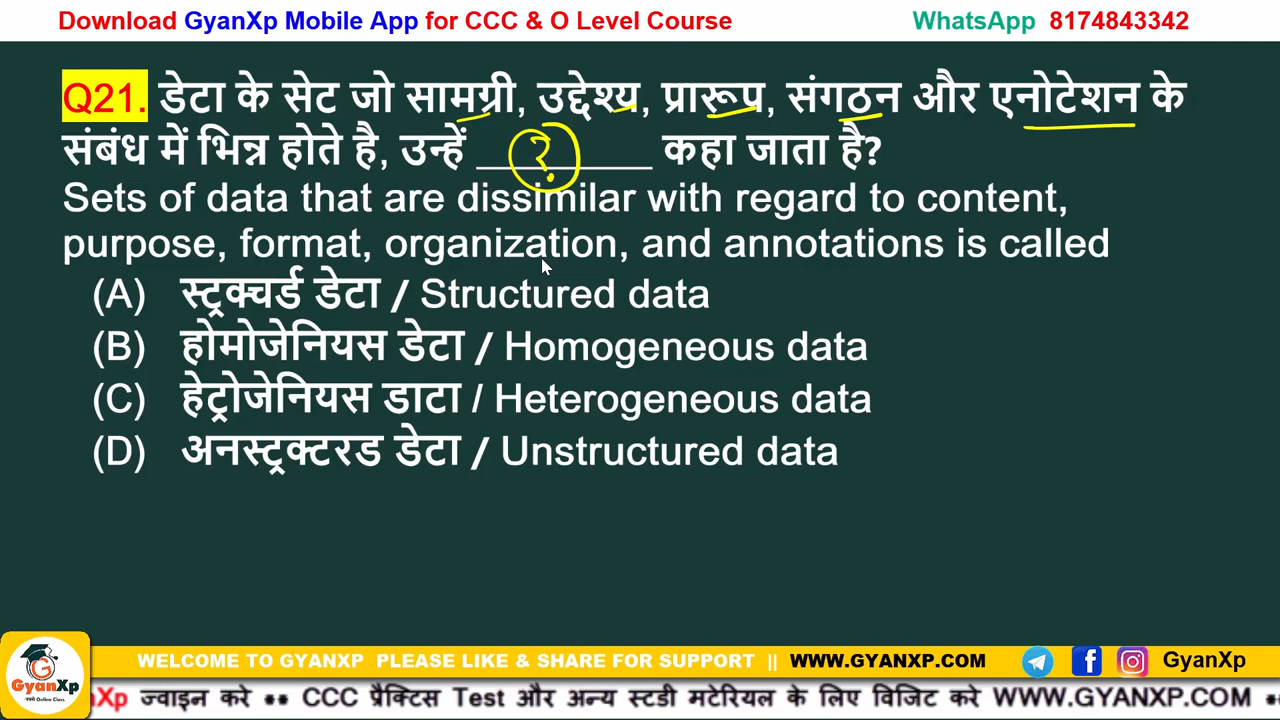 Download GyanXp Mobile App for CCC & O Level Course WhatsApp 8174843342
Q21. डेटा के सेट जो सामग्री, उद्देश्य, प्रारूप, संगठन और एनोटेशन के
संबंध में भिन्न होते है, उन्हें ________ कहा जाता है?
?
Sets of data that are dissimilar with regard to content,
purpose, format, organization, and annotations is called
(A) स्ट्रक्चर्ड डेटा / Structured data
(B) होमोजेनियस डेटा / Homogeneous data
(C) हेट्रोजेनियस डाटा / Heterogeneous data
(D) अनस्ट्रक्टरड डेटा / Unstructured data
WELCOME TO GYANXP PLEASE LIKE & SHARE FOR SUPPORT || WWW.GYANXP.COM GyanXp
GyanXp
nXp ज्वाइन करे ** CCC प्रैक्टिस Test और अन्य स्टडी मटेरियल के लिए विजिट करे WWW.GYANXP.COM **